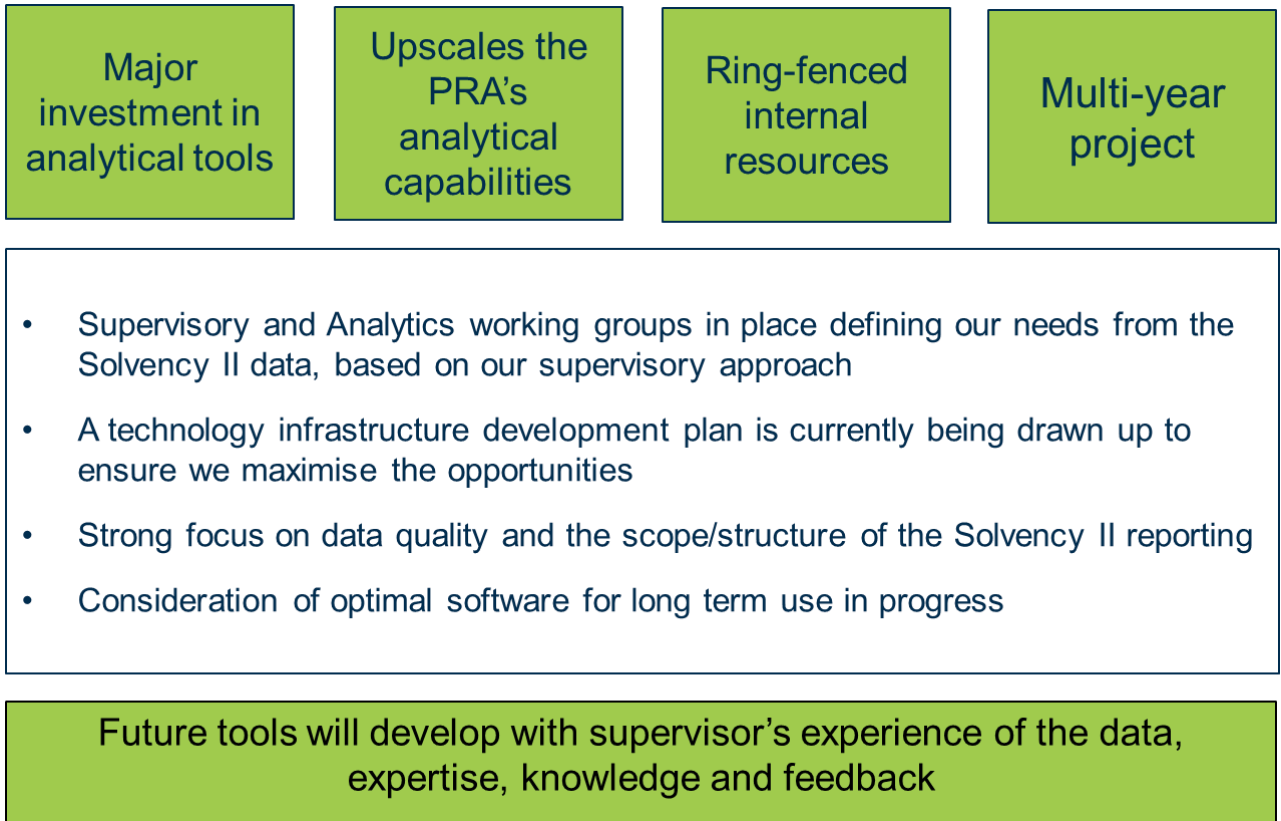 Major
investment in
analytical tools
Upscales the
PRA's
analytical
capabilities
Ring-fenced
internal
resources
Multi-year
project
• Supervisory and Analytics working groups in place defining our needs from the
Solvency II data, based on our supervisory approach
• A technology infrastructure development plan is currently being drawn up to
ensure we maximise the opportunities
• Strong focus on data quality and the scope/structure of the Solvency II reporting
• Consideration of optimal software for long term use in progress
Future tools will develop with supervisor's experience of the data,
expertise, knowledge and feedback